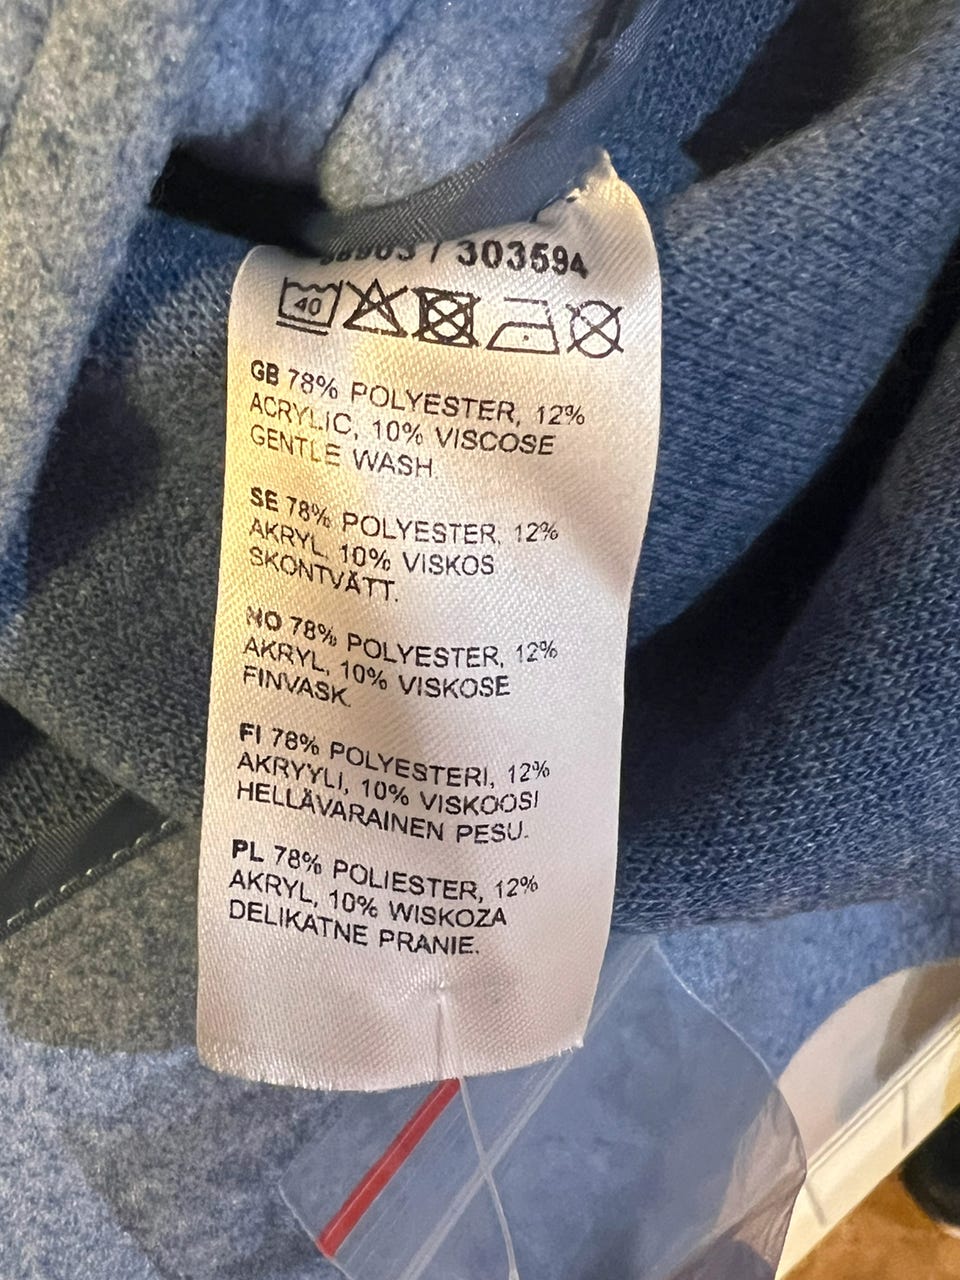 / 303594
40
GB 78% POLYESTER, 12%
ACRYLIC, 10% VISCOSE
GENTLE WASH.
SE 78% POLYESTER, 12%
AKRYL, 10% VISKOS
SKONTVÄTT.
NO 78% POLYESTER, 12%
AKRYL, 10% VISKOSE
FINVASK.
FI 78% POLYESTERI, 12%
AKRYYLI, 10% VISKOOSI
HELLÄVARAINEN PESU.
PL 78% POLIESTER, 12%
AKRYL, 10% WISKOZA
DELIKATNE PRANIE.